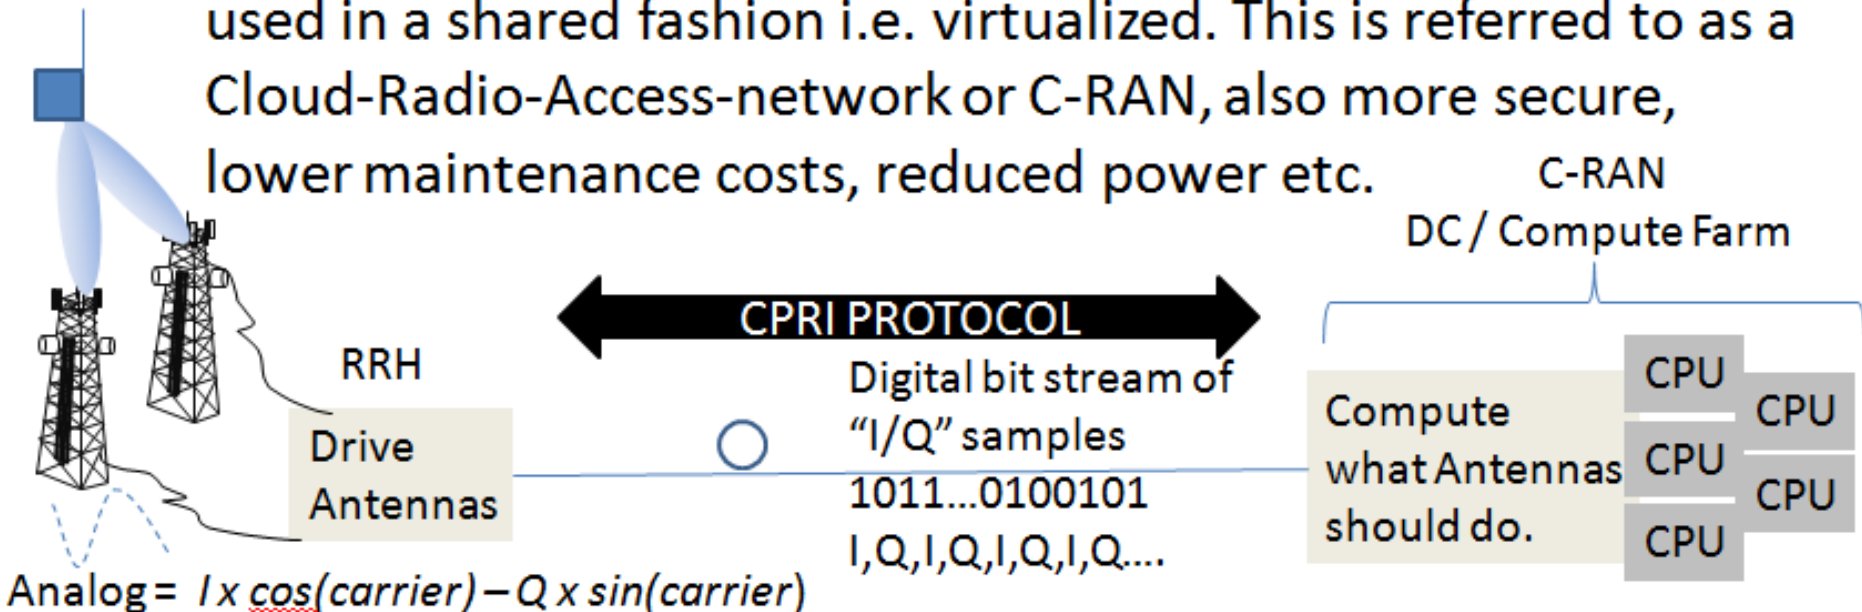 used in a shared fashion i.e. virtualized. This is referred to as a
Cloud-Radio-Access-network or C-RAN, also more secure,
lower maintenance costs, reduced power etc.
C-RAN
DC / Compute Farm
CPRI PROTOCOL
RRH
Drive
Antennas
Digital bit stream of
“I/Q” samples
1011...0100101
I,Q,I,Q,I,Q,I,Q....
Compute
what Antennas
should do.
CPU
CPU
CPU
CPU
CPU
Analog = I x cos(carrier) – Q x sin(carrier)